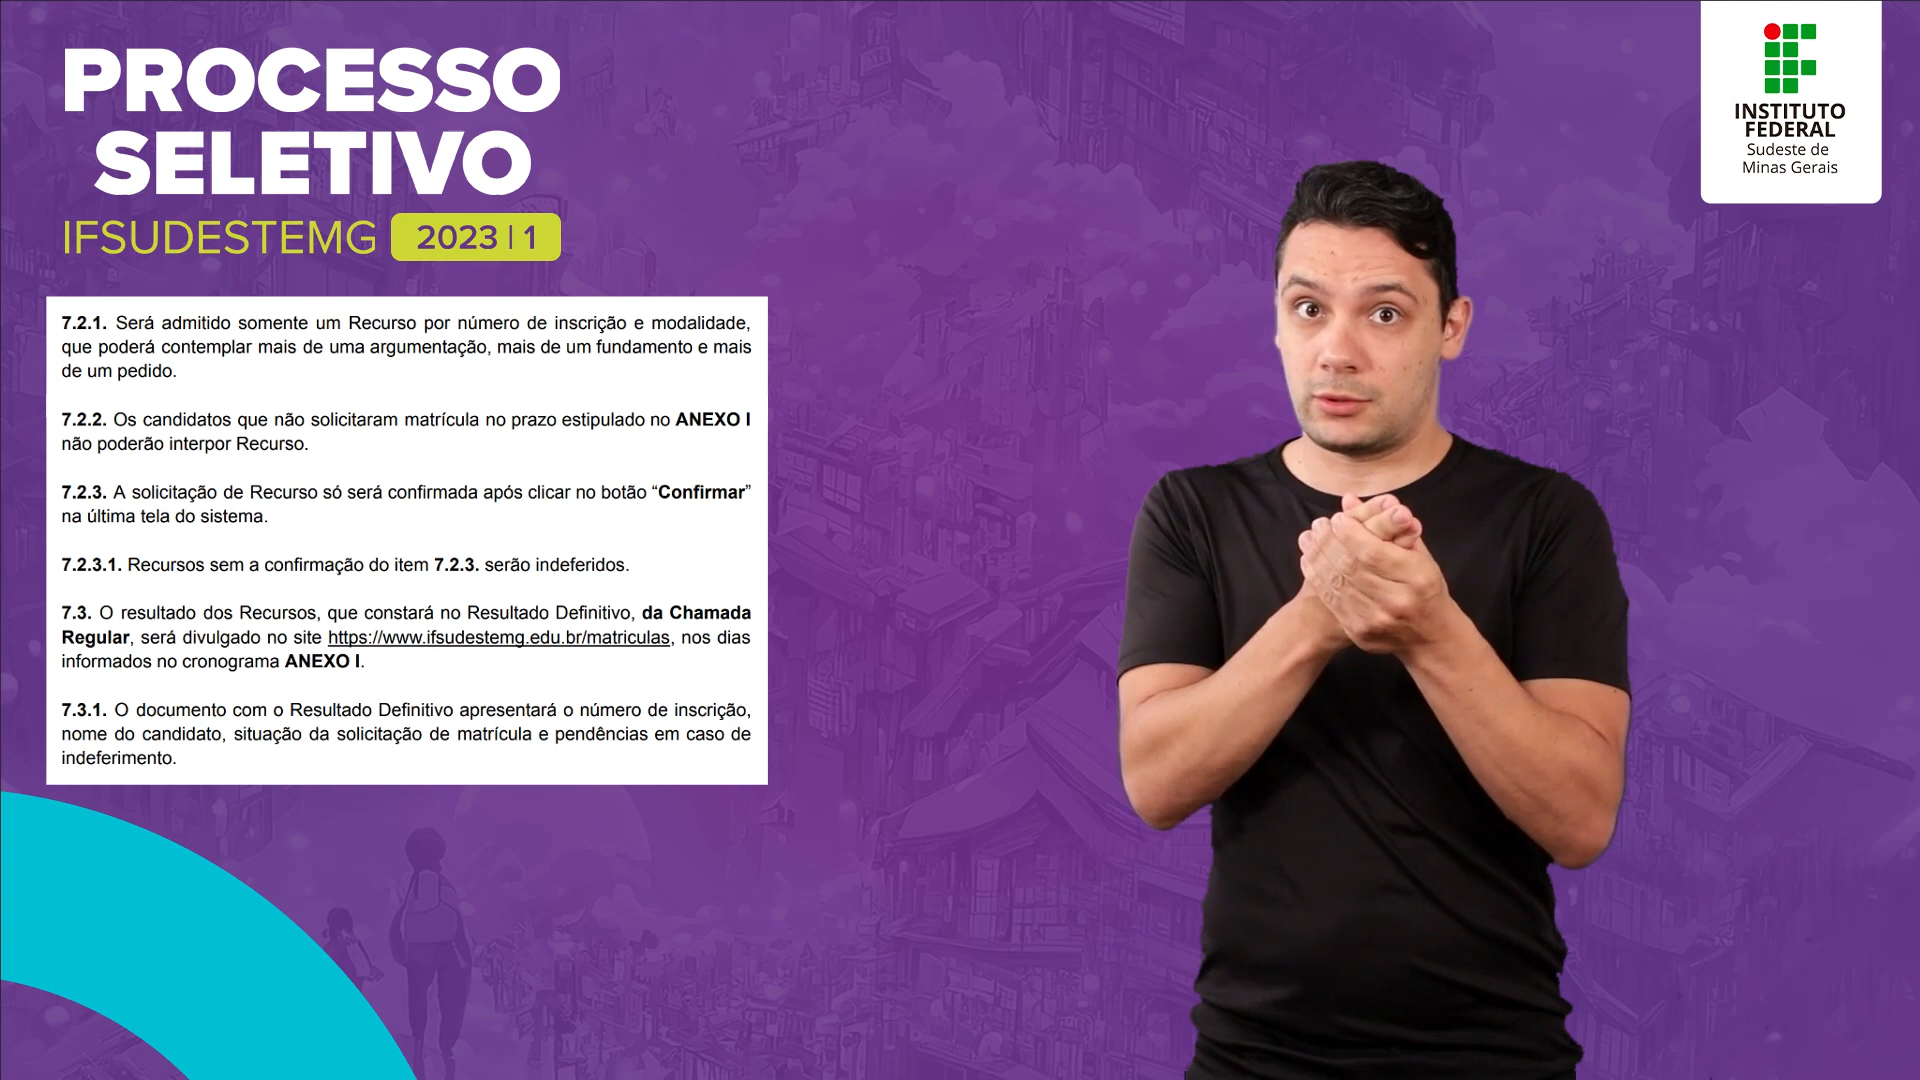 PROCESSO
SELETIVO
IFSUDESTEMG 2023 | 1
INSTITUTO
FEDERAL
Sudeste de
Minas Gerais
7.2.1. Será admitido somente um Recurso por número de inscrição e modalidade,
que poderá contemplar mais de uma argumentação, mais de um fundamento e mais
de um pedido.
7.2.2. Os candidatos que não solicitaram matrícula no prazo estipulado no ANEXO I
não poderão interpor Recurso.
7.2.3. A solicitação de Recurso só será confirmada após clicar no botão “Confirmar”
na última tela do sistema.
7.2.3.1. Recursos sem a confirmação do item 7.2.3. serão indeferidos.
7.3. O resultado dos Recursos, que constará no Resultado Definitivo, da Chamada
Regular, será divulgado no site https://www.ifsudestemg.edu.br/matriculas, nos dias
informados no cronograma ANEXO I.
7.3.1. O documento com o Resultado Definitivo apresentará o número de inscrição,
nome do candidato, situação da solicitação de matrícula e pendências em caso de
indeferimento.